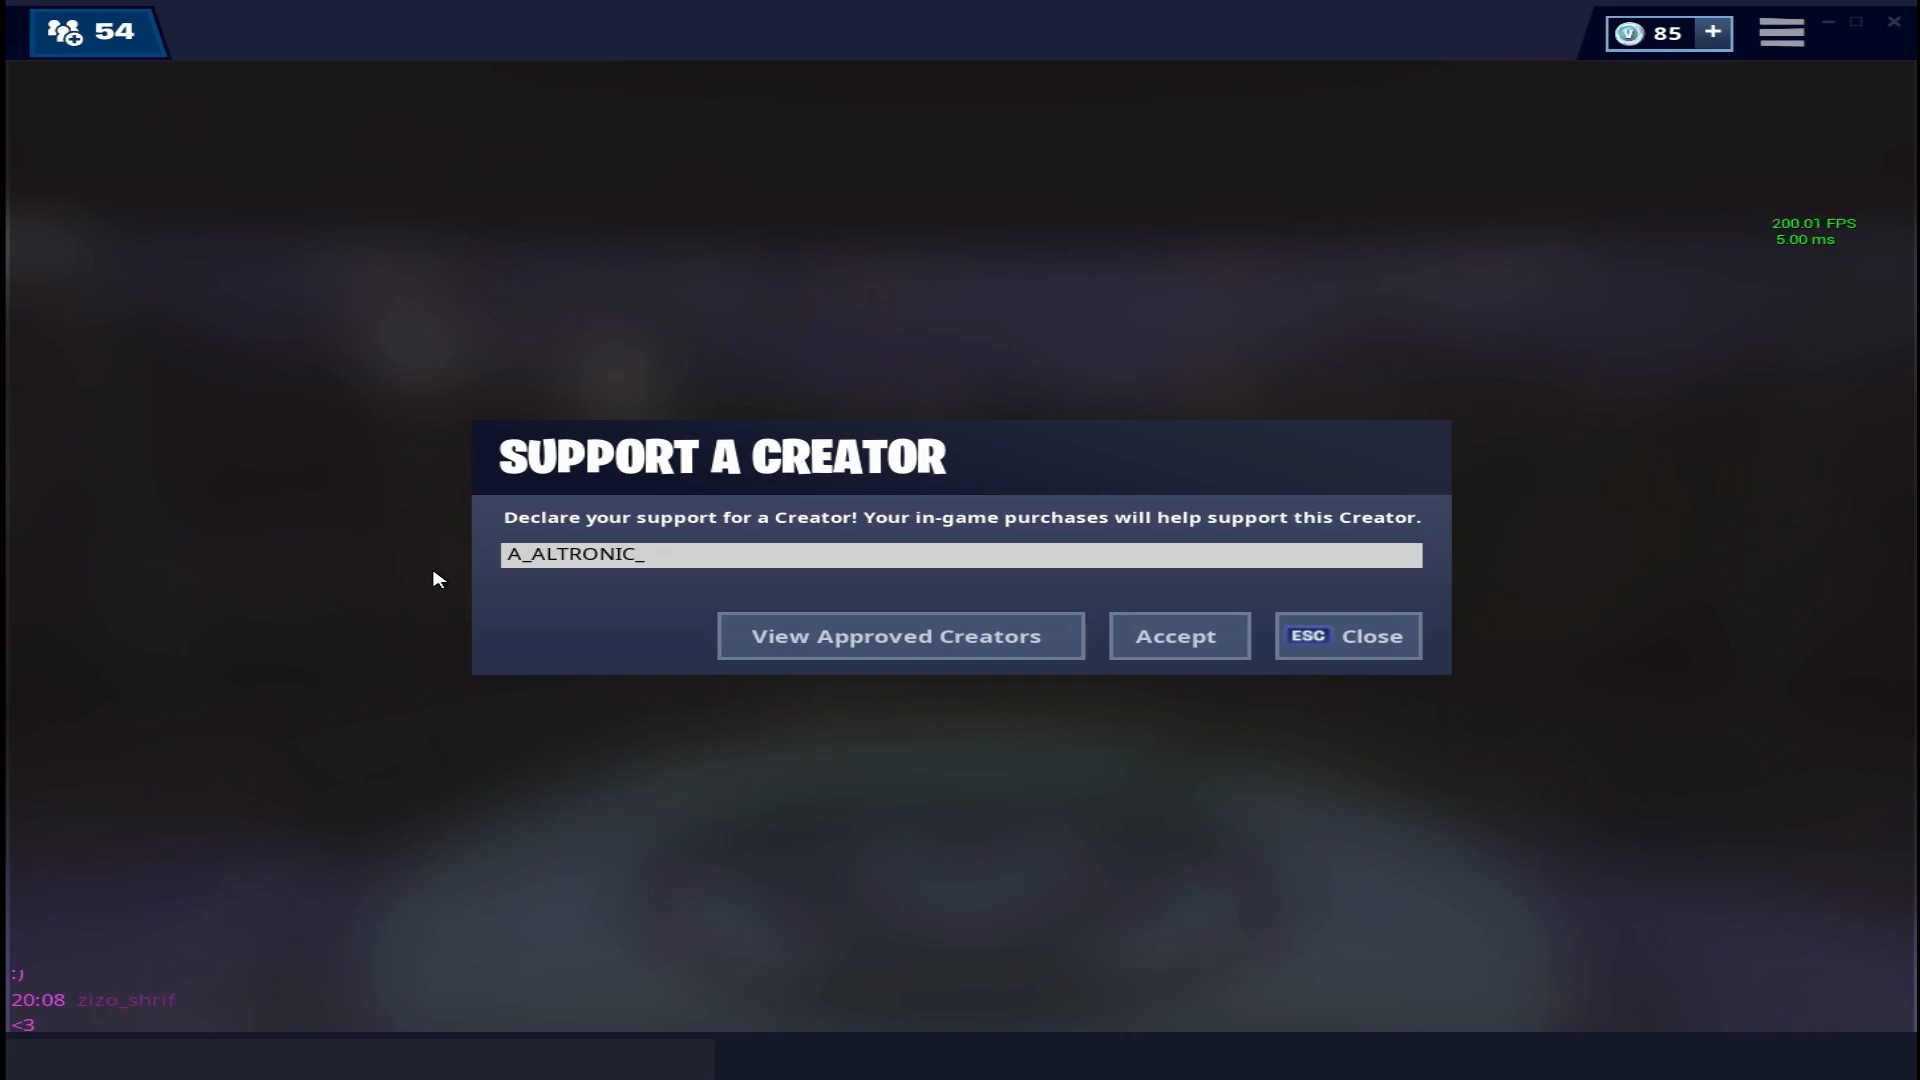 54
85 +
200.01 FPS
5.00 ms
SUPPORT A CREATOR
Declare your support for a Creator! Your in-game purchases will help support this Creator.
A_ALTRONIC_
View Approved Creators
Accept
ESC Close
:)
20:08 zizo_shrif
<3